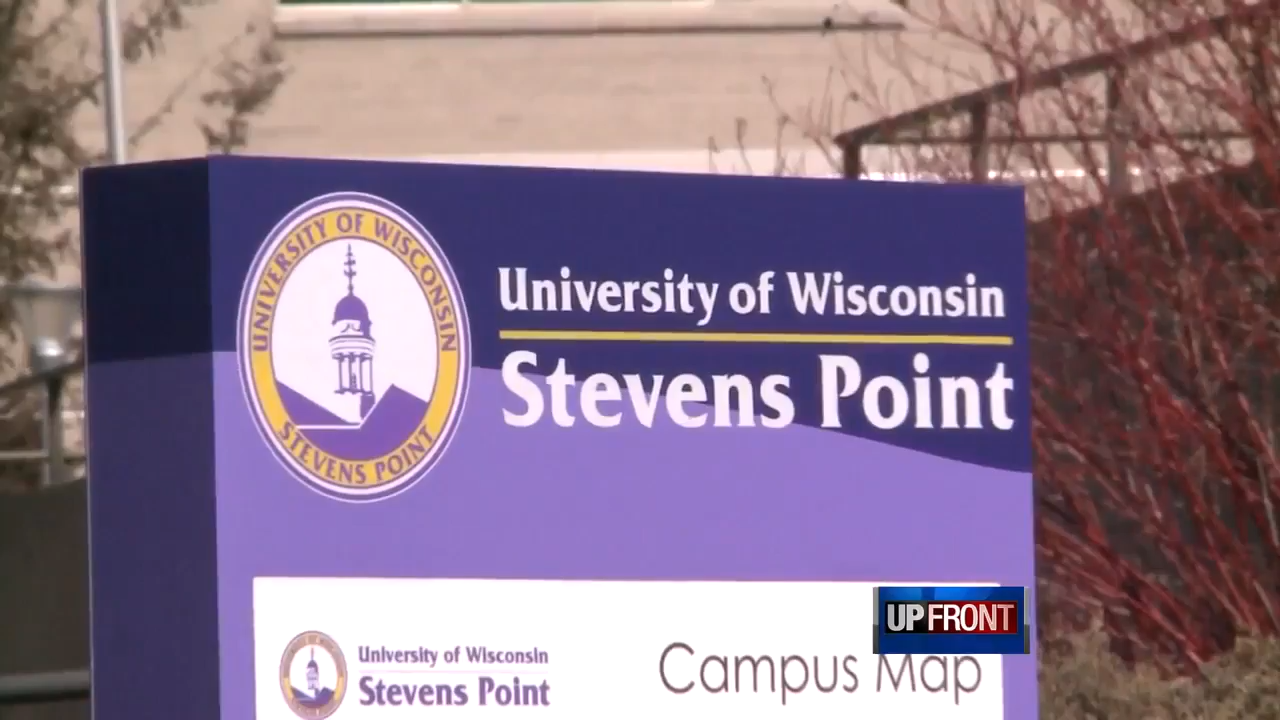 UNIVERSITY OF WISCONSIN
STEVENS POINT
University of Wisconsin
Stevens Point
University of Wisconsin
Stevens Point
Campus Map
UPFRONT